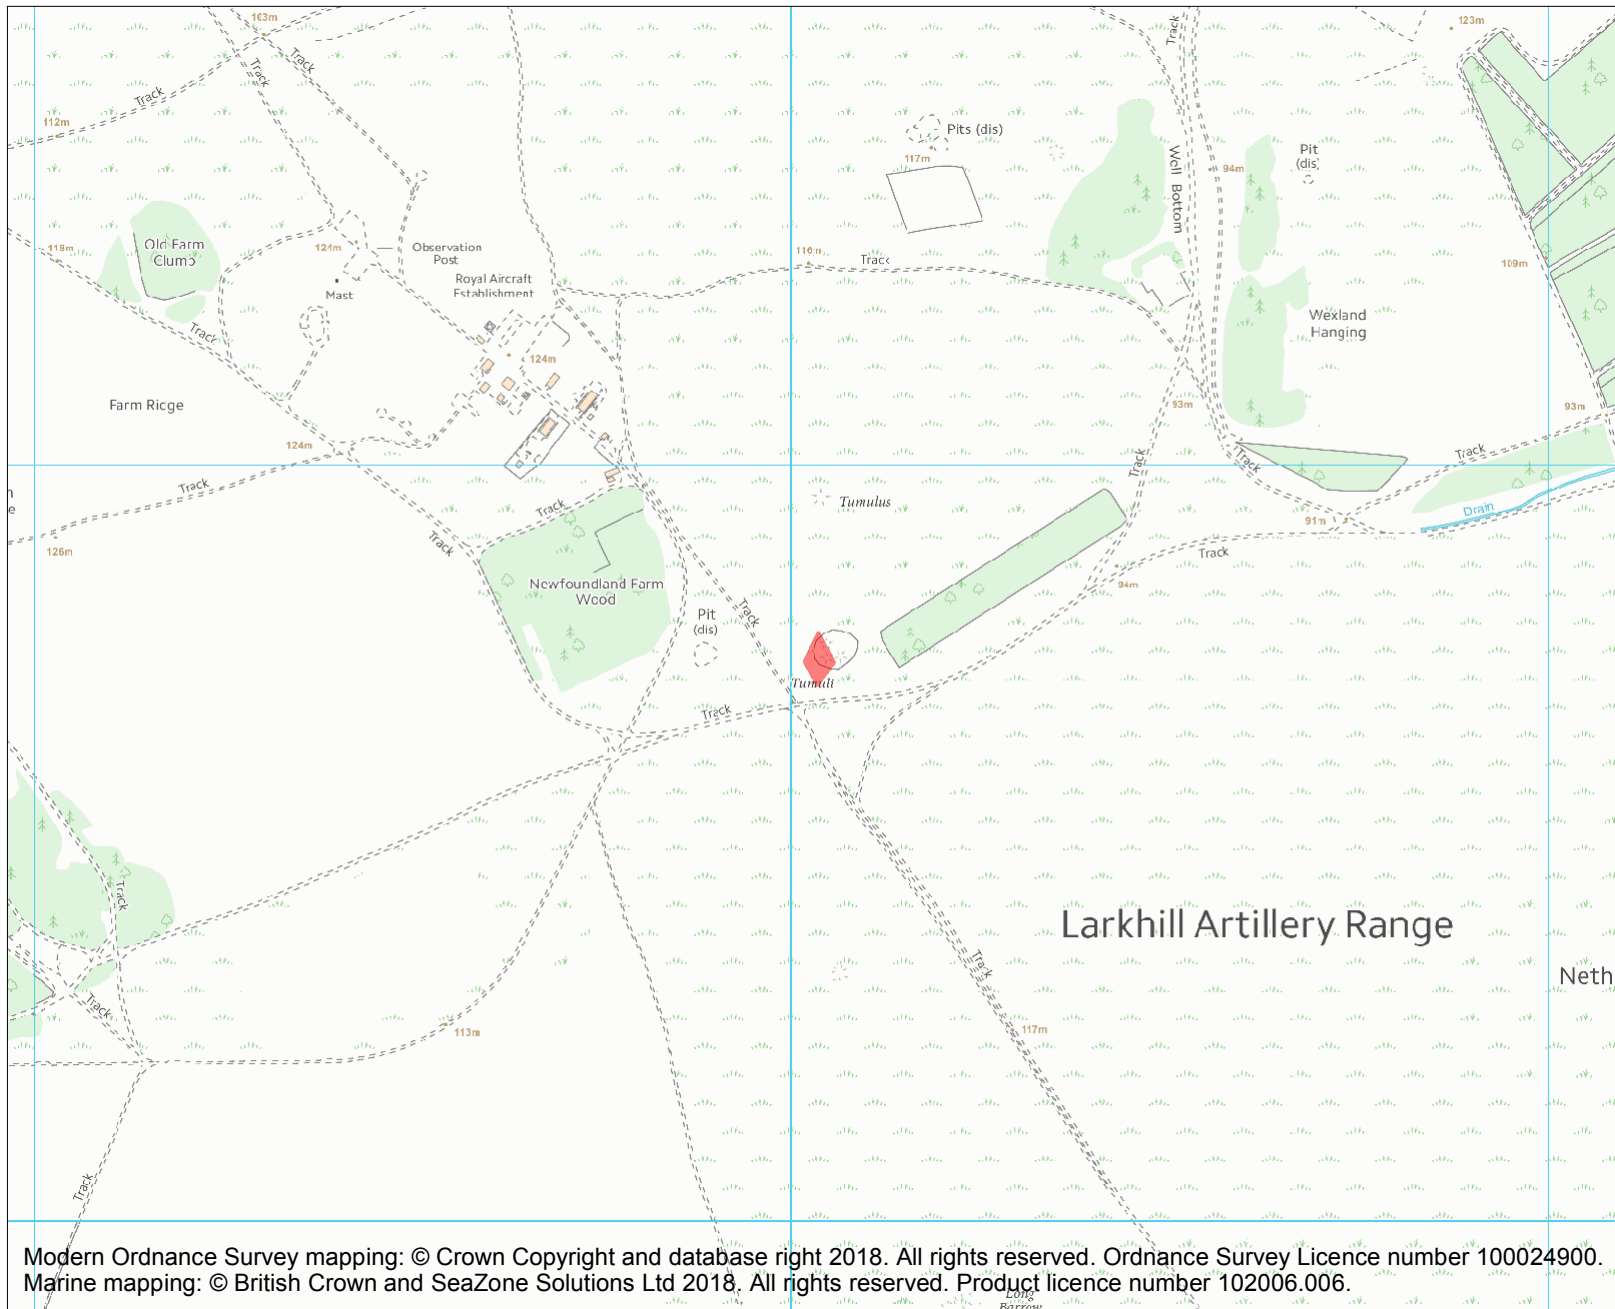 163m
123m
Track
Track
Track
Track
112m
Pits (dis)
117m
Pit
(dis)
94m
Well Bottom
Old Farm
Clump
118m
124m
Observation
Post
116m
Track
109m
Royal Aircraft
Establishment
Mast
Wexland
Hanging
Track
124m
Farm Ridge
93m
93m
124m
Track
Track
Track
Track
Tumulus
Track
Drain
91m
126m
Track
Track
Newfoundland Farm
Wood
94m
Pit
(dis)
Track
Tumuli
Track
Track
Larkhill Artillery Range
Track
Neth
Track
117m
113m
Track
Modern Ordnance Survey mapping: © Crown Copyright and database right 2018. All rights reserved. Ordnance Survey Licence number 100024900.
Marine mapping: © British Crown and SeaZone Solutions Ltd 2018. All rights reserved. Product licence number 102006.006.
Long
Barrow